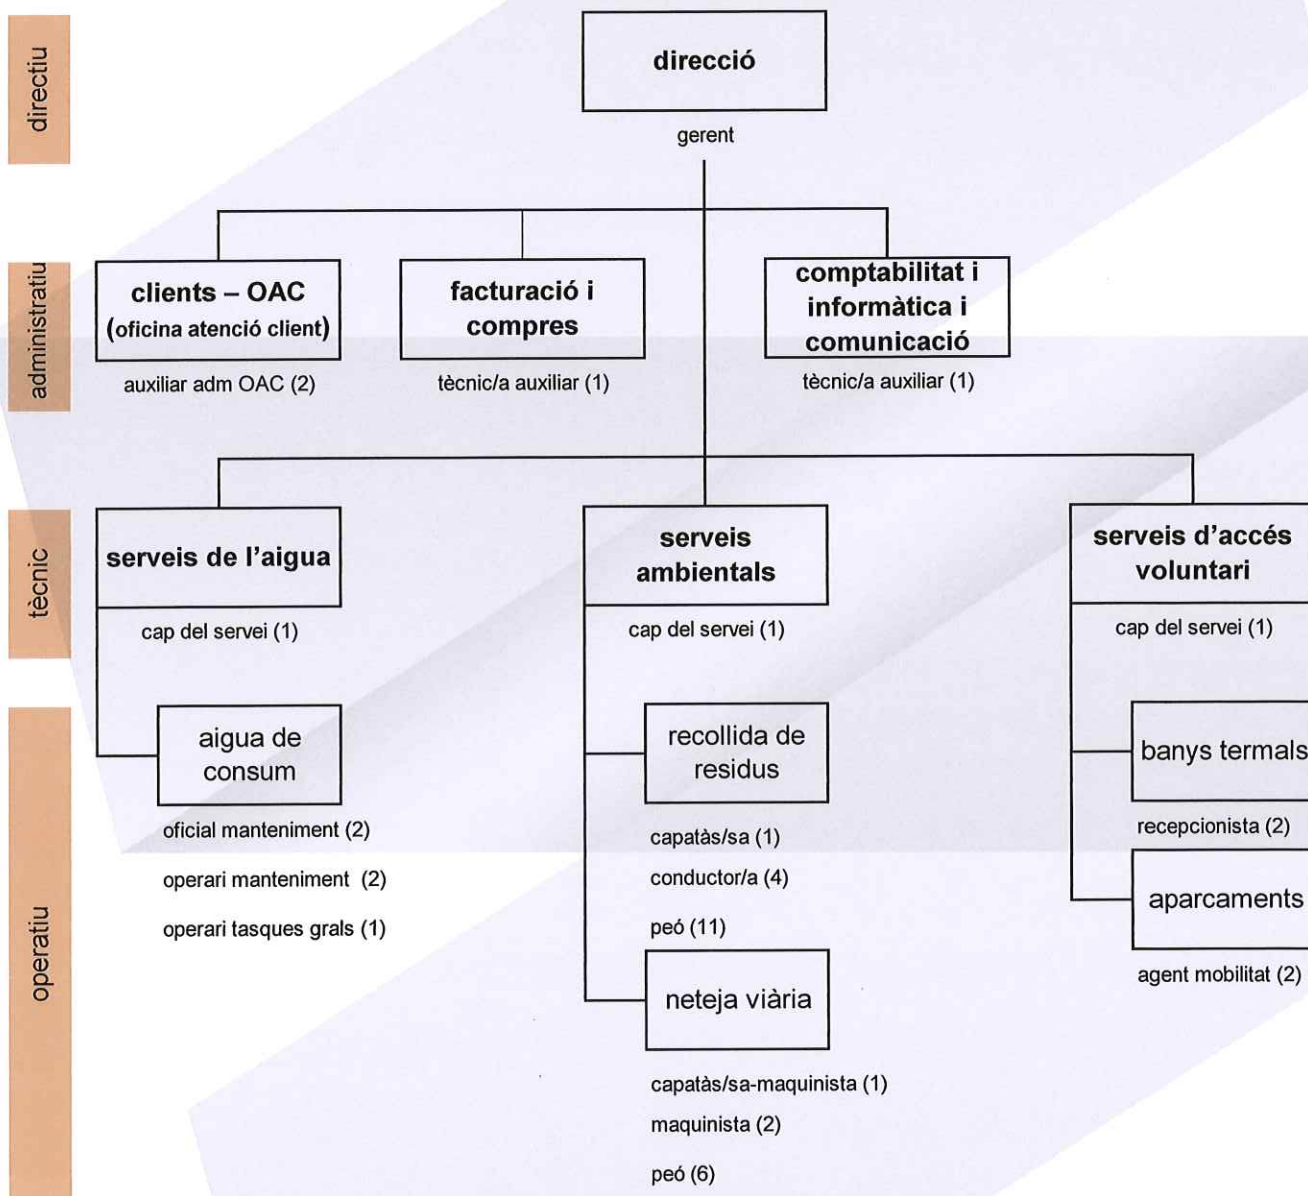 directiu
direcció
gerent
administratiu
clients – OAC
(oficina atenció client)
auxiliar adm OAC (2)
facturació i
compres
tècnic/a auxiliar (1)
comptabilitat i
informàtica i
comunicació
tècnic/a auxiliar (1)
tècnic
serveis de l'aigua
cap del servei (1)
serveis
ambientals
cap del servei (1)
serveis d'accés
voluntari
cap del servei (1)
operatiu
aigua de
consum
oficial manteniment (2)
operari manteniment (2)
operari tasques grals (1)
recollida de
residus
capatàs/sa (1)
conductor/a (4)
peó (11)
neteja viària
capatàs/sa-maquinista (1)
maquinista (2)
peó (6)
banys termals
recepcionista (2)
aparcaments
agent mobilitat (2)